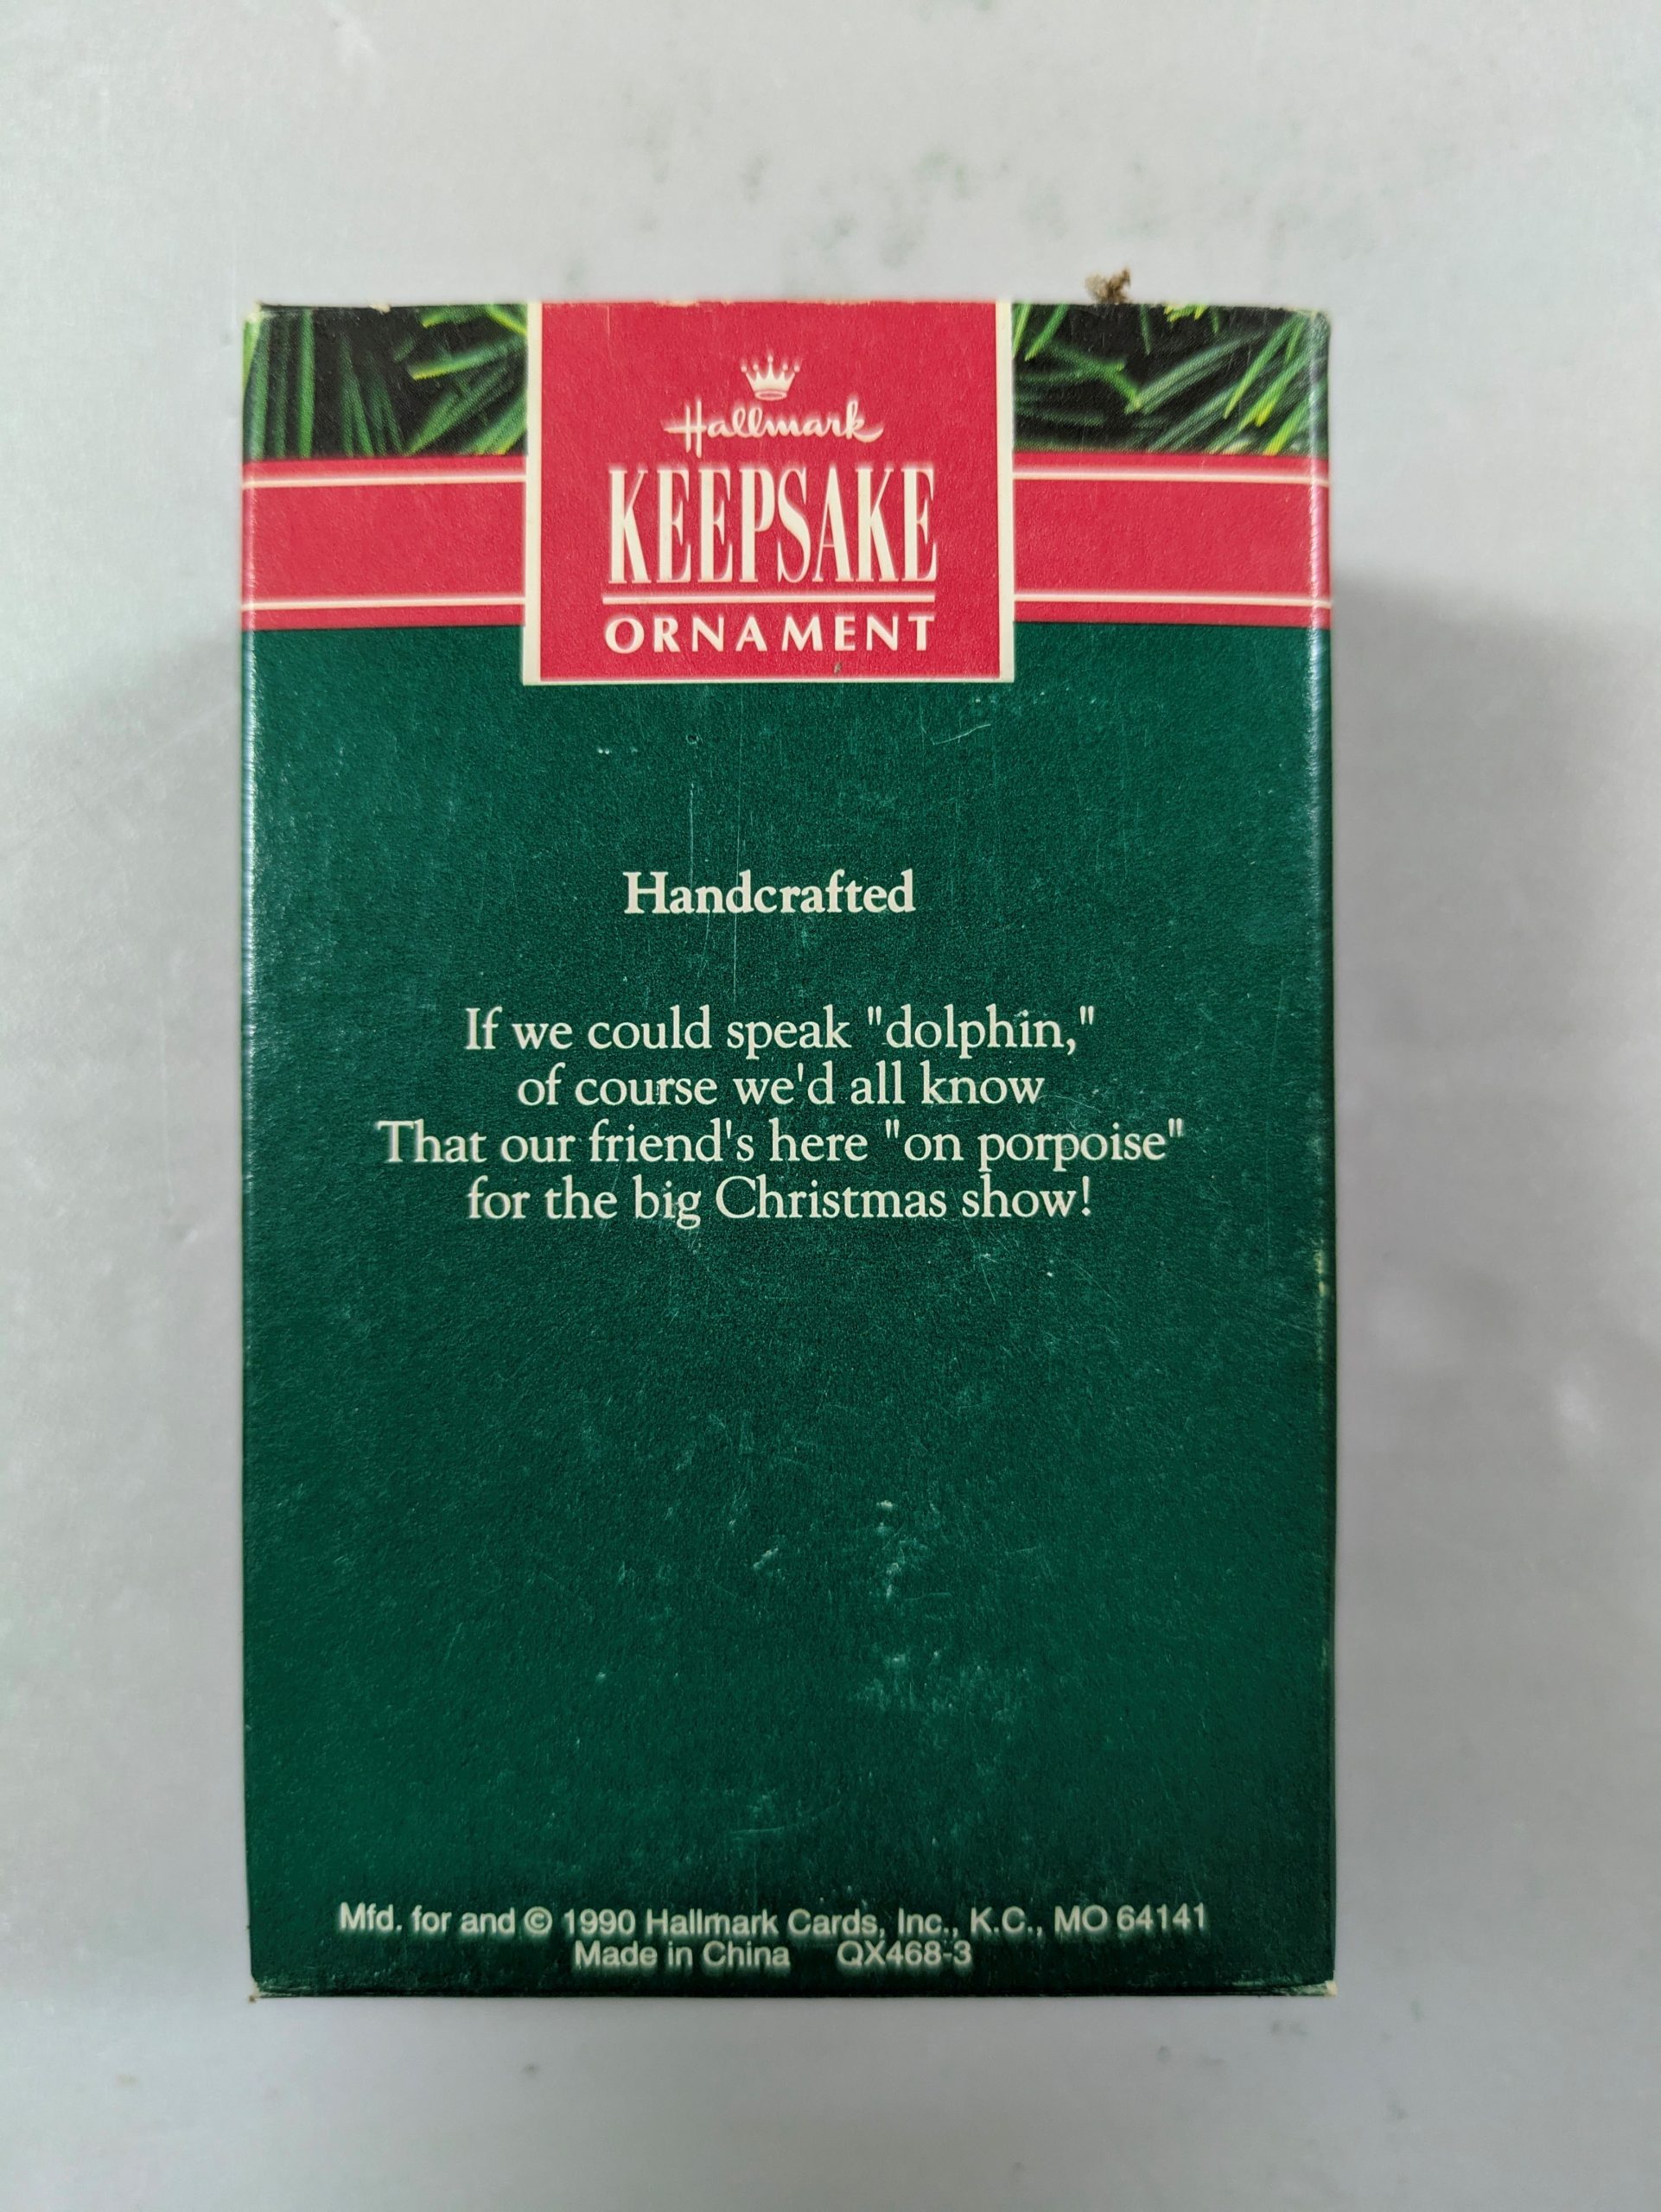 Hallmark
KEEPSAKE
ORNAMENT
Handcrafted
If we could speak "dolphin,"
of course we'd all know
That our friend's here "on porpoise"
for the big Christmas show!
Mfd. for and © 1990 Hallmark Cards, Inc., K.C., MO 64141
Made in China QX468-3